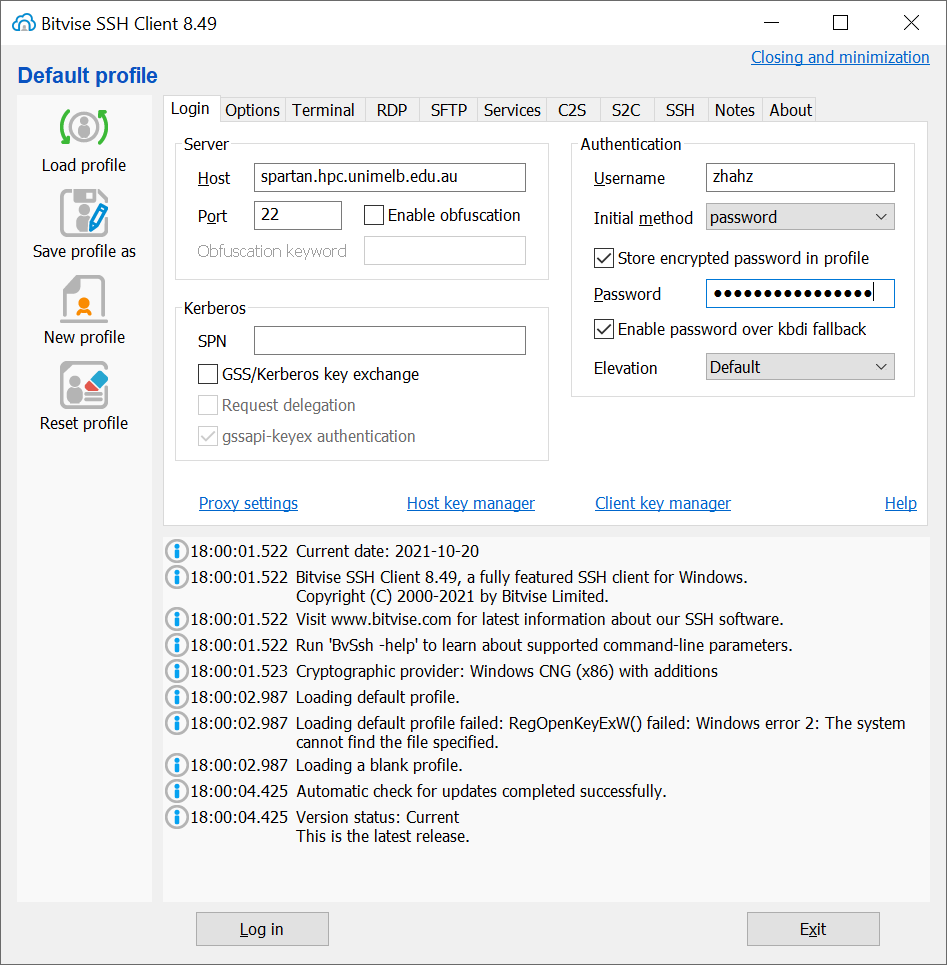 Bitvise SSH Client 8.49
Closing and minimization
Default profile
Load profile
Save profile as
New profile
Reset profile
Login Options Terminal RDP SFTP Services C2S S2C SSH Notes About
Server
Host spartan.hpc.unimelb.edu.au
Port 22 Enable obfuscation
Obfuscation keyword
Kerberos
SPN
GSS/Kerberos key exchange
Request delegation
gssapi-keyex authentication
Authentication
Username zhahz
Initial method password
Store encrypted password in profile
Password ●●●●●●●●●●●●●●●●
Enable password over kbdi fallback
Elevation Default
Proxy settings Host key manager Client key manager Help
18:00:01.522 Current date: 2021-10-20
18:00:01.522 Bitvise SSH Client 8.49, a fully featured SSH client for Windows.
Copyright (C) 2000-2021 by Bitvise Limited.
18:00:01.522 Visit www.bitvise.com for latest information about our SSH software.
18:00:01.522 Run 'BvSsh -help' to learn about supported command-line parameters.
18:00:01.523 Cryptographic provider: Windows CNG (x86) with additions
18:00:02.987 Loading default profile.
18:00:02.987 Loading default profile failed: RegOpenKeyExW() failed: Windows error 2: The system
cannot find the file specified.
18:00:02.987 Loading a blank profile.
18:00:04.425 Automatic check for updates completed successfully.
18:00:04.425 Version status: Current
This is the latest release.
Log in Exit